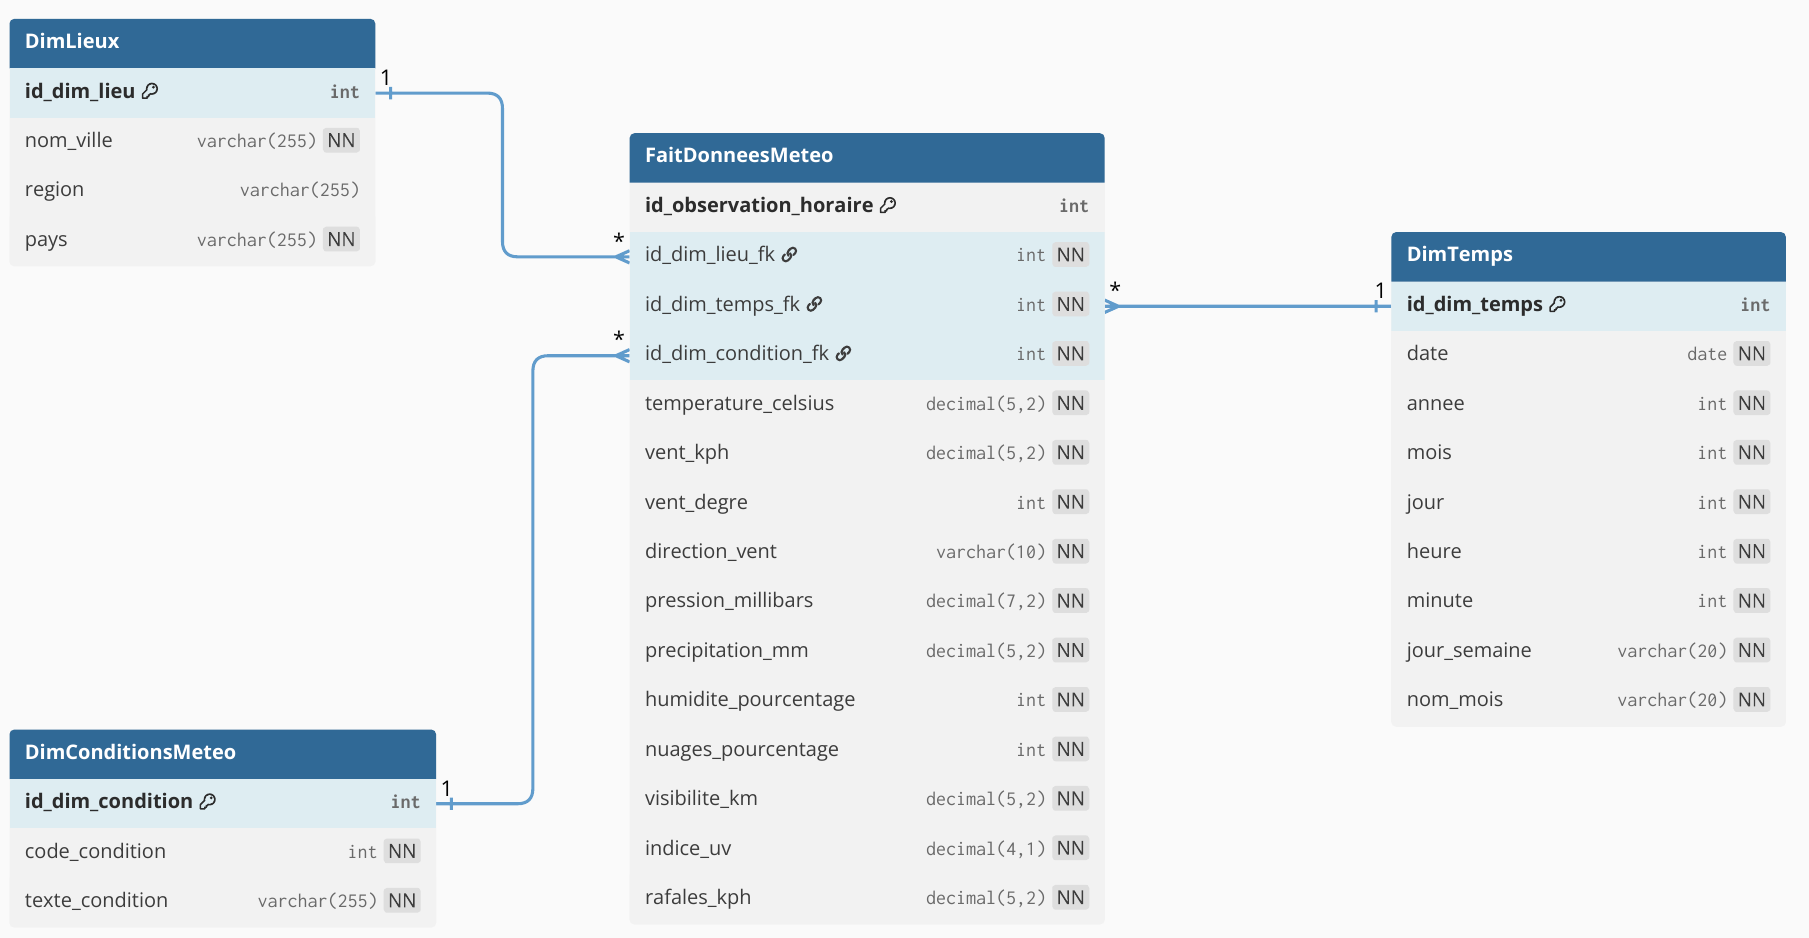 DimLieux
1
id_dim_lieu int
nom_ville varchar(255) NN
region varchar(255)
pays varchar(255) NN
FaitDonneesMeteo
id_observation_horaire int
*
id_dim_lieu_fk int NN
id_dim_temps_fk int NN
*
id_dim_condition_fk int NN
temperature_celsius decimal(5,2) NN
vent_kph decimal(5,2) NN
vent_degre int NN
direction_vent varchar(10) NN
pression_millibars decimal(7,2) NN
precipitation_mm decimal(5,2) NN
humidite_pourcentage int NN
nuages_pourcentage int NN
visibilite_km decimal(5,2) NN
indice_uv decimal(4,1) NN
rafales_kph decimal(5,2) NN
DimTemps
* 1
id_dim_temps int
date date NN
annee int NN
mois int NN
jour int NN
heure int NN
minute int NN
jour_semaine varchar(20) NN
nom_mois varchar(20) NN
DimConditionsMeteo
1
id_dim_condition int
code_condition int NN
texte_condition varchar(255) NN